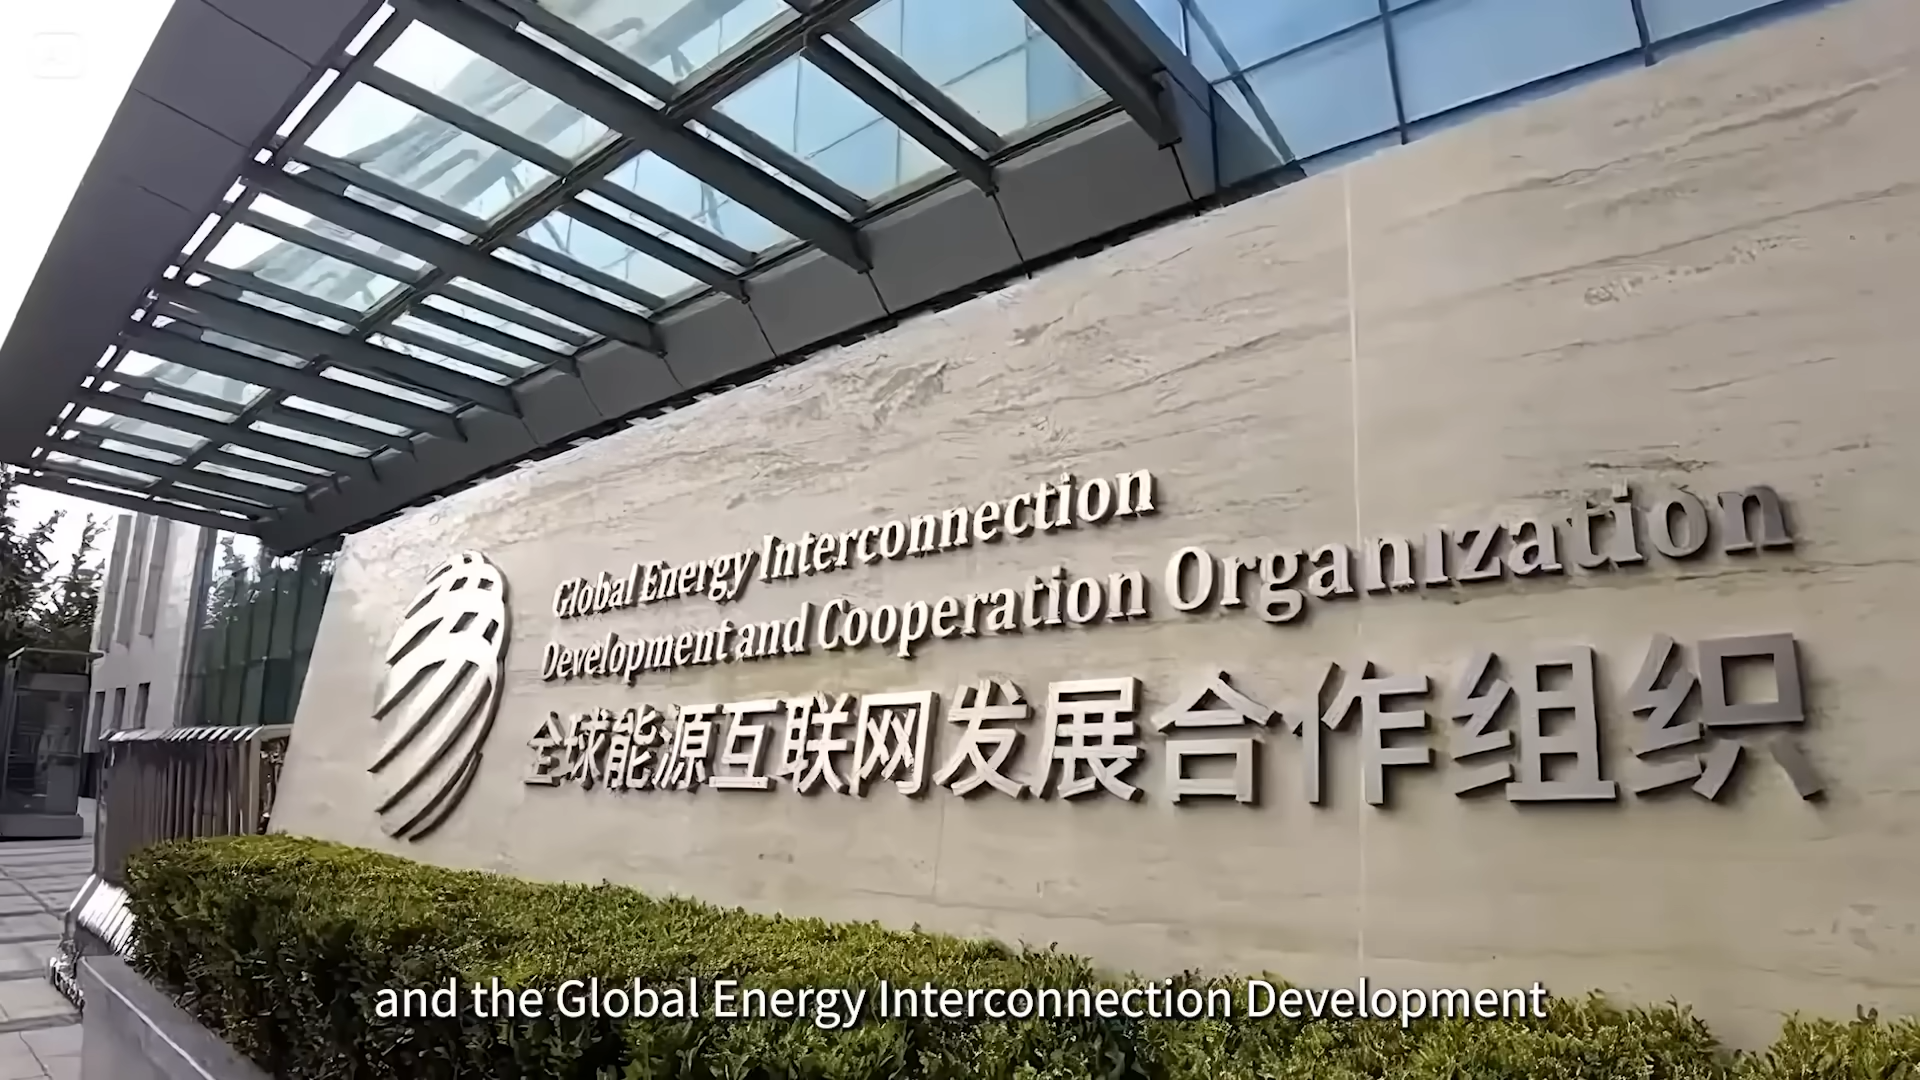 Global Energy Interconnection
Development and Cooperation Organization
全球能源互联网发展合作组织
and the Global Energy Interconnection Development